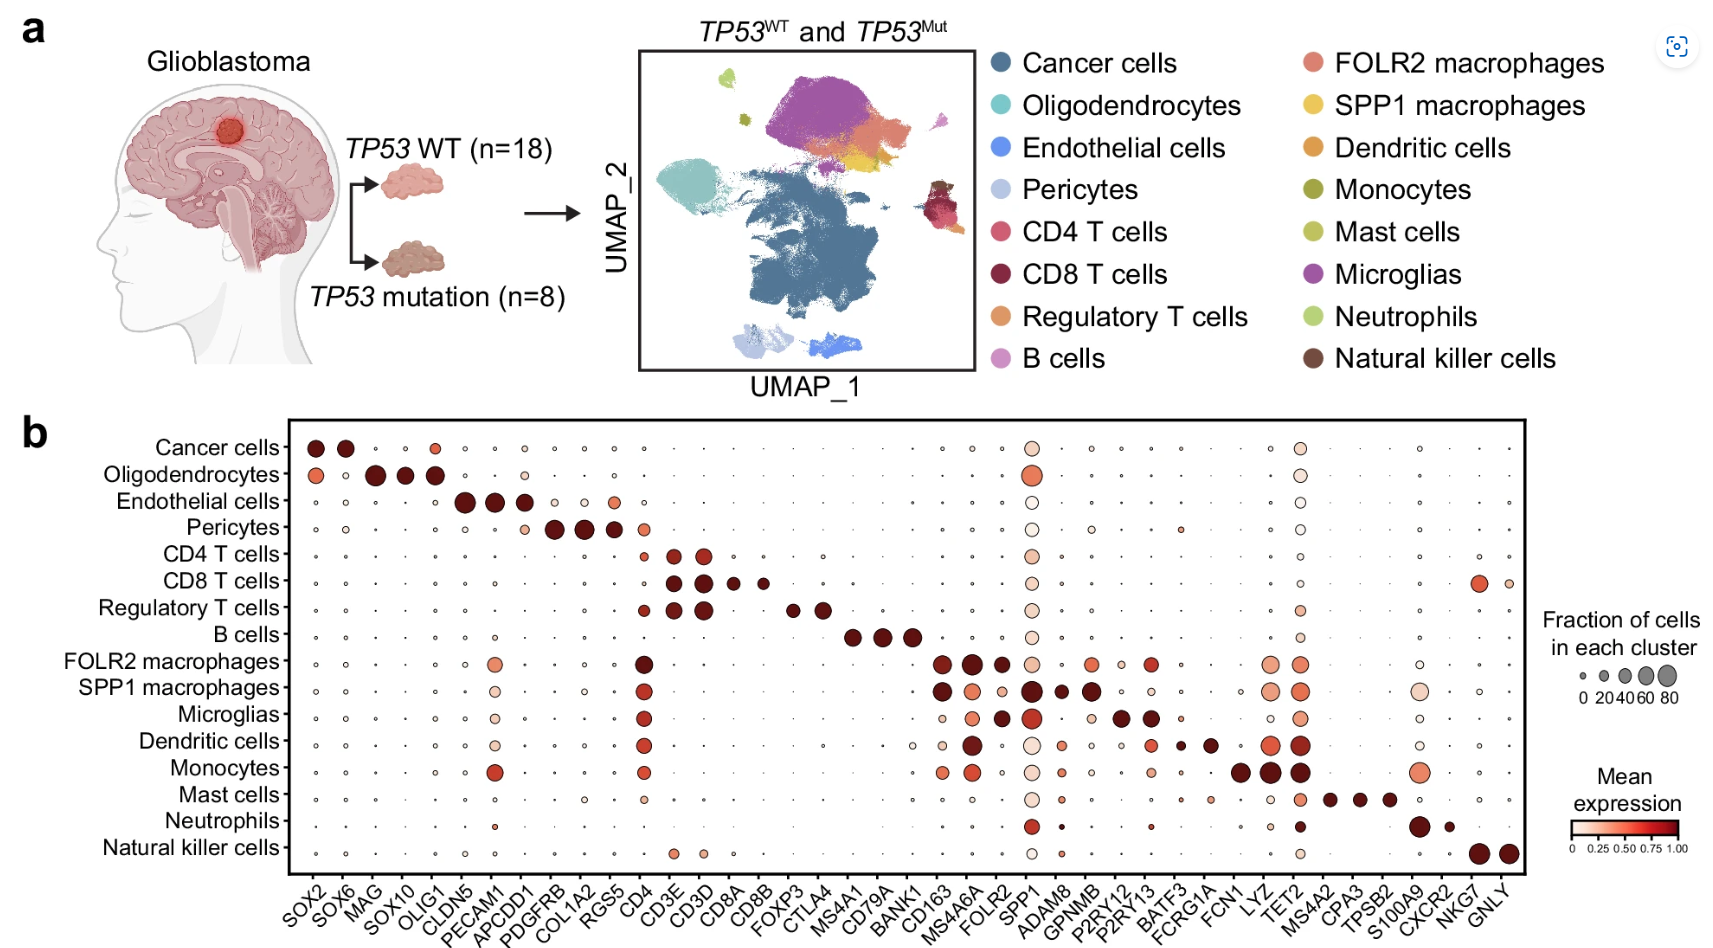 a
Glioblastoma
TP53 WT (n=18)
TP53 mutation (n=8)
TP53WT and TP53Mut
UMAP_2
UMAP_1
Cancer cells
Oligodendrocytes
Endothelial cells
Pericytes
CD4 T cells
CD8 T cells
Regulatory T cells
B cells
FOLR2 macrophages
SPP1 macrophages
Dendritic cells
Monocytes
Mast cells
Microglias
Neutrophils
Natural killer cells
b
Cancer cells
Oligodendrocytes
Endothelial cells
Pericytes
CD4 T cells
CD8 T cells
Regulatory T cells
B cells
FOLR2 macrophages
SPP1 macrophages
Microglias
Dendritic cells
Monocytes
Mast cells
Neutrophils
Natural killer cells
SOX2
SOX6
MAG
SOX10
OLIG1
CLDN5
PECAM1
APCDD1
PDGFRB
COL1A2
RGS5
CD4
CD3E
CD3D
CD8A
CD8B
FOXP3
CTLA4
MS4A1
CD79A
BANK1
CD163
MS4A6A
FOLR2
SPP1
ADAM8
GPNMB
P2RY12
P2RY13
BATF3
FCRG1A
FCN1
LYZ
TET2
MS4A2
CPA3
TPSB2
S100A9
CXCR2
NKG7
GNLY
Fraction of cells
in each cluster
0 20 40 60 80
Mean
expression
0 0.25 0.50 0.75 1.00